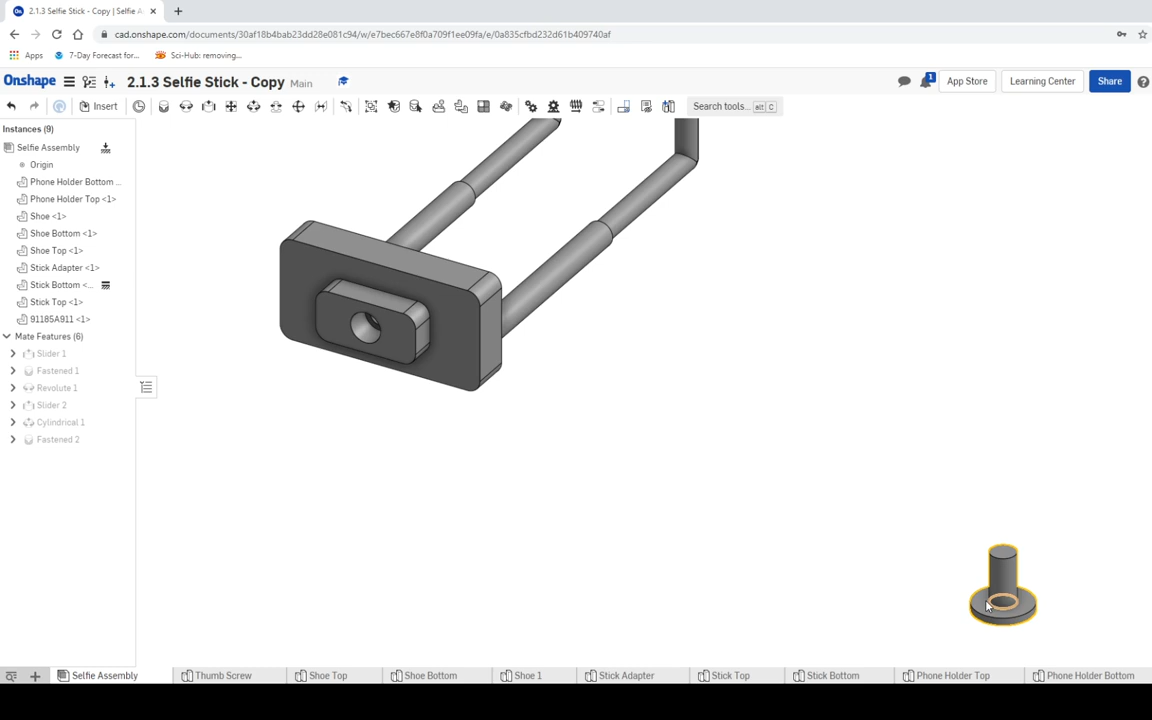 On 2.1.3 Selfie Stick - Copy | Selfie A
cad.onshape.com/documents/30af18b4bab23dd28e081c94/w/e7bec667e8f0a709f1ee09fa/e/0a835cfbd232d61b409740af
Apps 7-Day Forecast for... Sci-Hub: removing...
Onshape 2.1.3 Selfie Stick - Copy Main 1 App Store Learning Center Share
Insert Search tools... alt C
Instances (9)
Selfie Assembly
Origin
Phone Holder Bottom ...
Phone Holder Top <1>
Shoe <1>
Shoe Bottom <1>
Shoe Top <1>
Stick Adapter <1>
Stick Bottom <...
Stick Top <1>
91185A911 <1>
Mate Features (6)
Slider 1
Fastened 1
Revolute 1
Slider 2
Cylindrical 1
Fastened 2
Selfie Assembly Thumb Screw Shoe Top Shoe Bottom Shoe 1 Stick Adapter Stick Top Stick Bottom Phone Holder Top Phone Holder Bottom